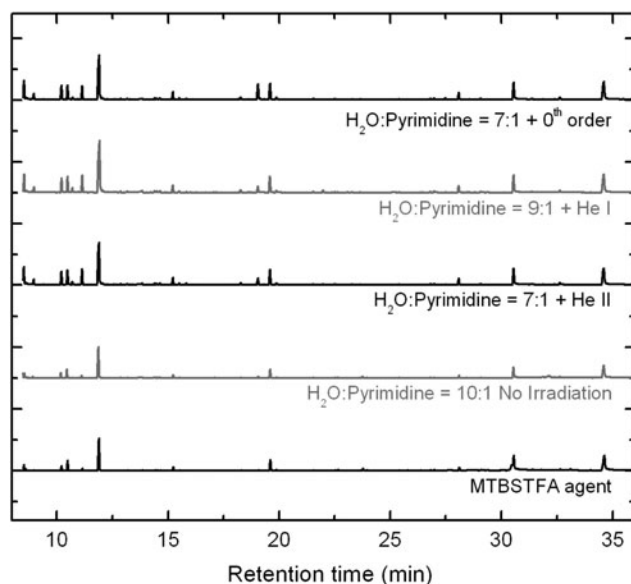 H₂O:Pyrimidine = 7:1 + 0ᵗʰ order
H₂O:Pyrimidine = 9:1 + He I
H₂O:Pyrimidine = 7:1 + He II
H₂O:Pyrimidine = 10:1 No Irradiation
MTBSTFA agent
10 15 20 25 30 35
Retention time (min)